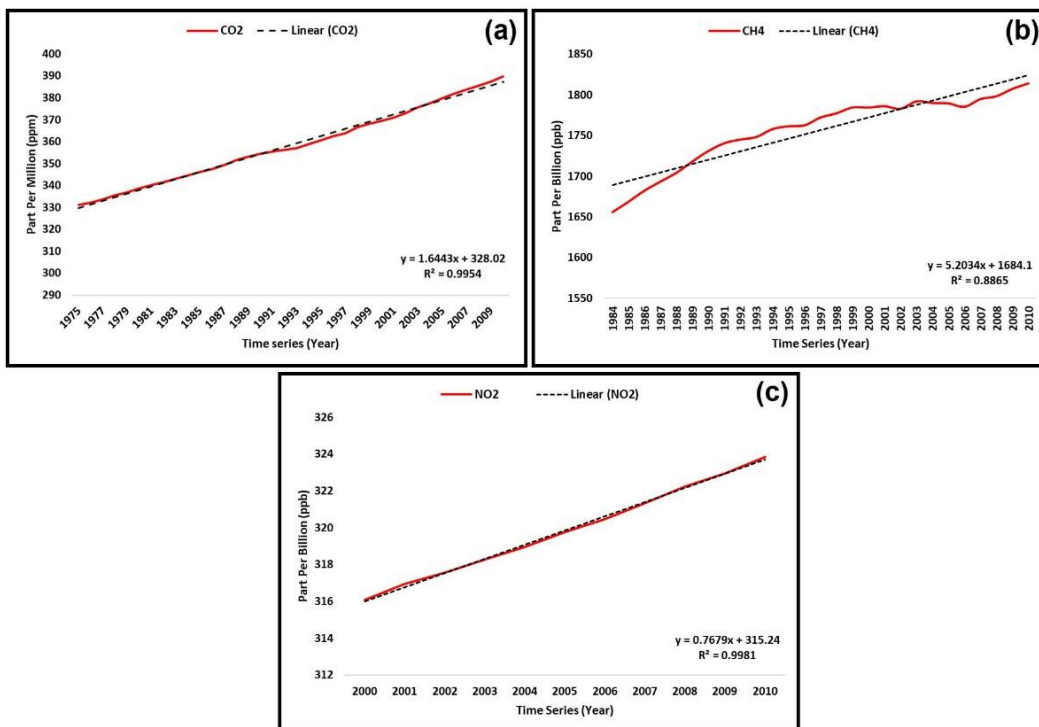 CO2 Linear (CO2) (a)
400
390
380
370
360
350
340
330
320
310
300
290
Part Per Million (ppm)
y = 1.6443x + 328.02
R² = 0.9954
1975 1977 1979 1981 1983 1985 1987 1989 1991 1993 1995 1997 1999 2001 2003 2005 2007 2009
Time series (Year)
CH4 Linear (CH4) (b)
1850
1800
1750
1700
1650
1600
1550
Part Per Billion (ppb)
y = 5.2034x + 1684.1
R² = 0.8865
1984 1985 1986 1987 1988 1989 1990 1991 1992 1993 1994 1995 1996 1997 1998 1999 2000 2001 2002 2003 2004 2005 2006 2007 2008 2009 2010
Time Series (Year)
NO2 Linear (NO2) (c)
326
324
322
320
318
316
314
312
Part Per Billion (ppb)
y = 0.7679x + 315.24
R² = 0.9981
2000 2001 2002 2003 2004 2005 2006 2007 2008 2009 2010
Time Series (Year)